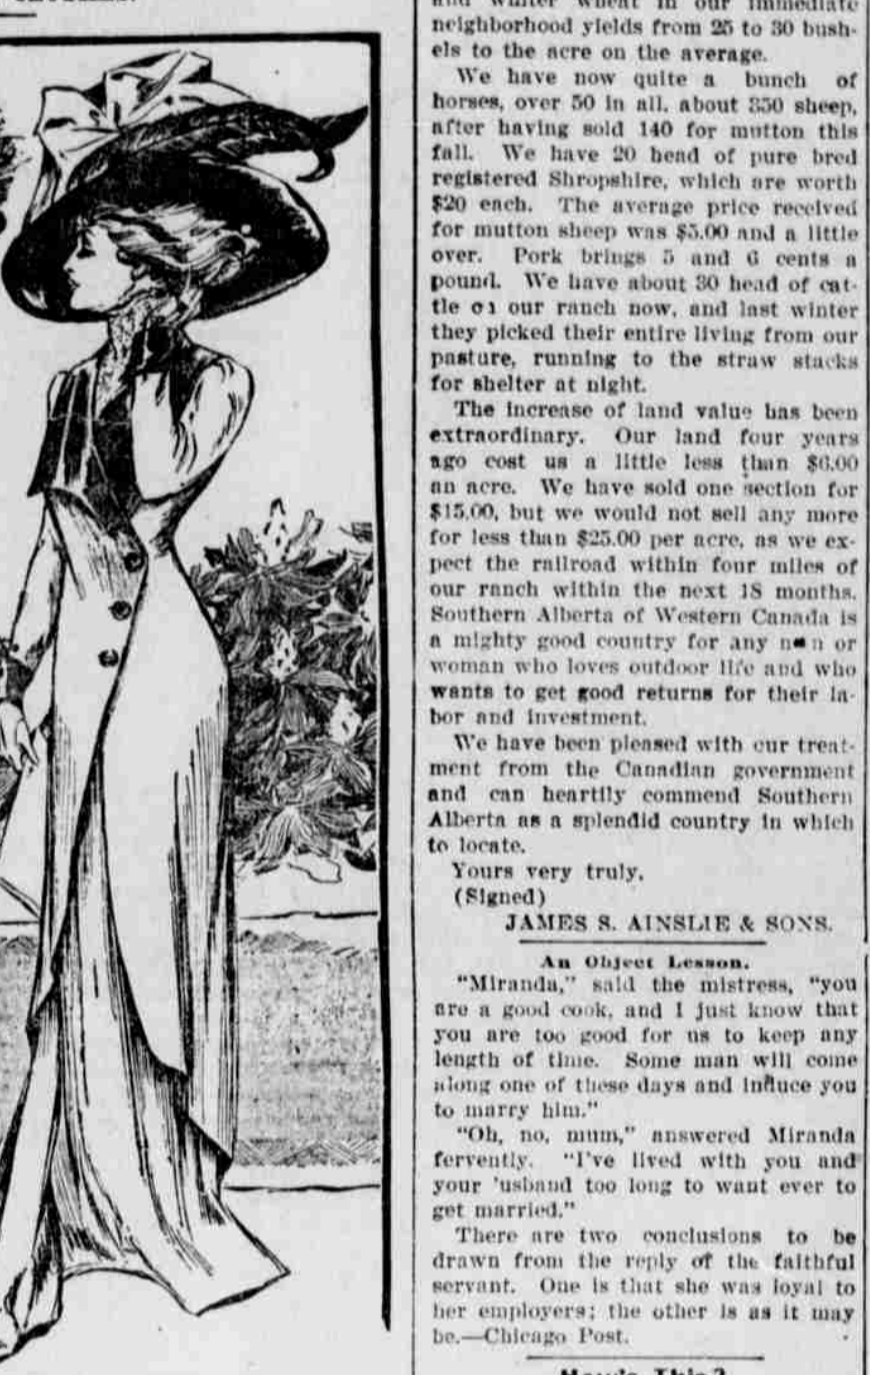 and winter wheat in our immediate
neighborhood yields from 25 to 30 bush-
els to the acre on the average.
We have now quite a bunch of
horses, over 50 in all, about 350 sheep,
after having sold 140 for mutton this
fall. We have 20 head of pure bred
registered Shropshire, which are worth
$20 each. The average price received
for mutton sheep was $5.00 and a little
over. Pork brings 5 and 6 cents a
pound. We have about 30 head of cat-
tle on our ranch now, and last winter
they picked their entire living from our
pasture, running to the straw stacks
for shelter at night.
The increase of land value has been
extraordinary. Our land four years
ago cost us a little less than $6.00
an acre. We have sold one section for
$15.00, but we would not sell any more
for less than $25.00 per acre, as we ex-
pect the railroad within four miles of
our ranch within the next 18 months.
Southern Alberta of Western Canada is
a mighty good country for any man or
woman who loves outdoor life and who
wants to get good returns for their la-
bor and investment.
We have been pleased with our treat-
ment from the Canadian government
and can heartily commend Southern
Alberta as a splendid country in which
to locate.
Yours very truly,
(Signed)
JAMES S. AINSLIE & SONS.
An Object Lesson.
"Miranda," said the mistress, "you
are a good cook, and I just know that
you are too good for us to keep any
length of time. Some man will come
along one of these days and induce you
to marry him."
"Oh, no, mum," answered Miranda
fervently. "I've lived with you and
your 'usband too long to want ever to
get married."
There are two conclusions to be
drawn from the reply of the faithful
servant. One is that she was loyal to
her employers; the other is as it may
be.—Chicago Post.
How's This?